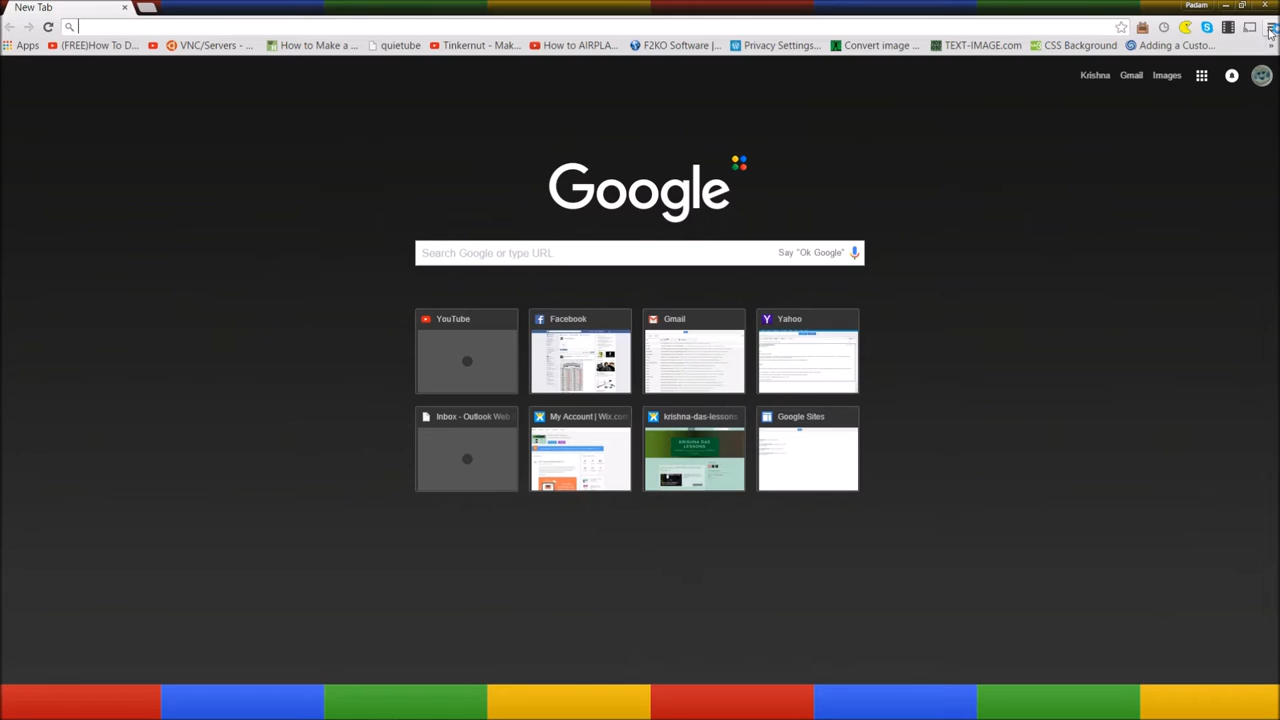 New Tab
Padam
Apps (FREE)How To D... VNC/Servers - ... How to Make a ... quietube Tinkernut - Mak... How to AIRPLA... F2KO Software |... Privacy Settings... Convert image ... TEXT-IMAGE.com CSS Background Adding a Custo... »
Krishna Gmail Images
Google
Search Google or type URL Say "Ok Google"
YouTube Facebook Gmail Yahoo
Inbox - Outlook Web My Account | Wix.com krishna-das-lessons Google Sites
KRISHNA DAS
LESSONS